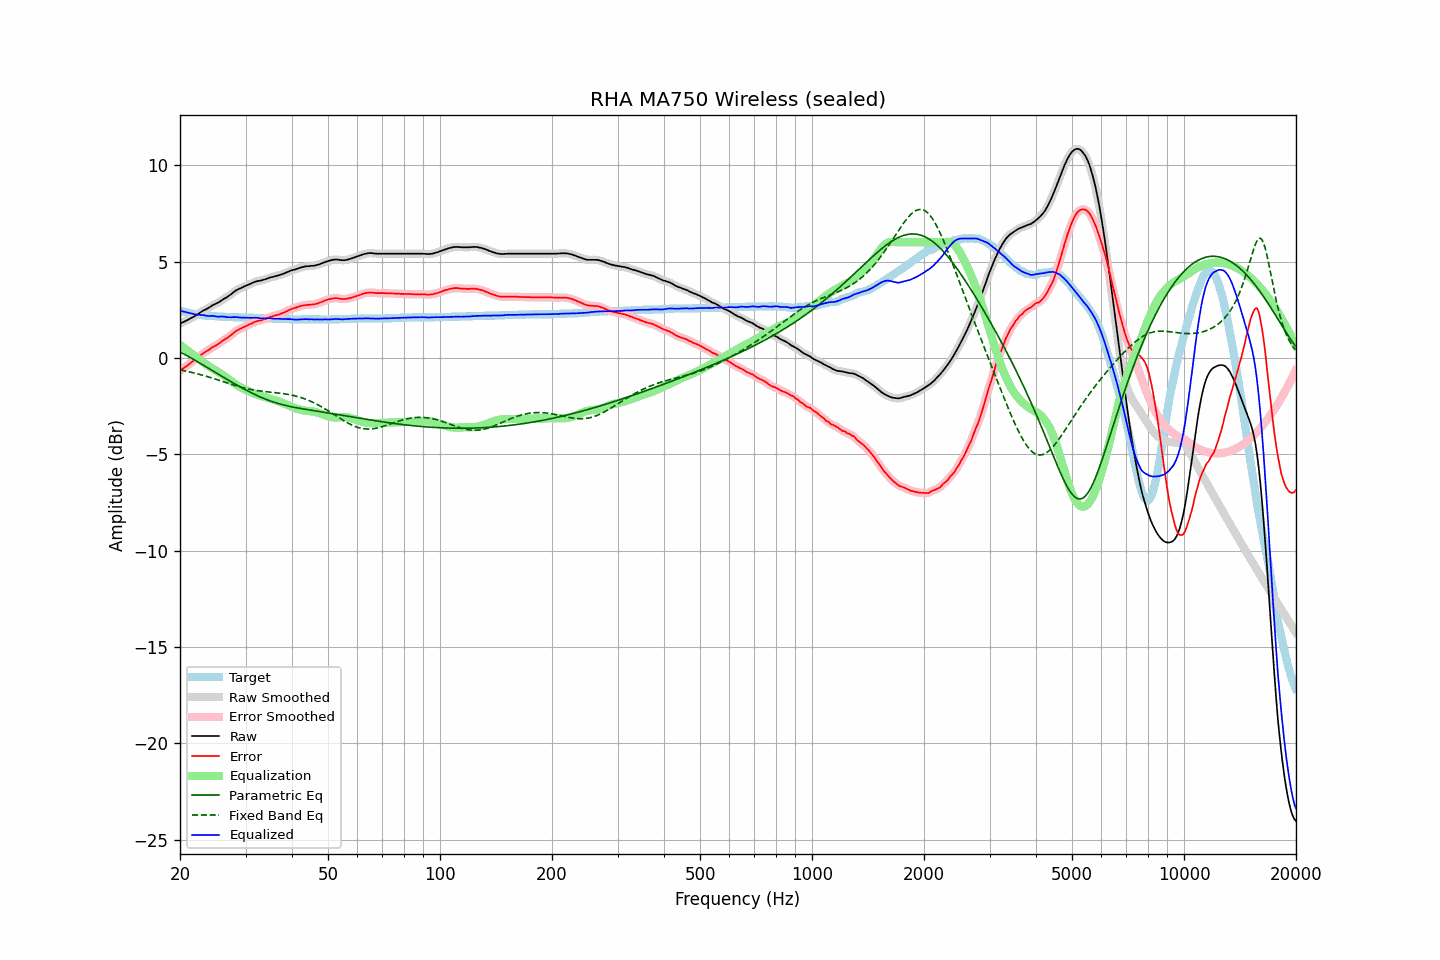 RHA MA750 Wireless (sealed)
Amplitude (dBr)
10
5
0
−5
−10
−15
−20
−25
Target
Raw Smoothed
Error Smoothed
Raw
Error
Equalization
Parametric Eq
Fixed Band Eq
Equalized
20 50 100 200 500 1000 2000 5000 10000 20000
Frequency (Hz)